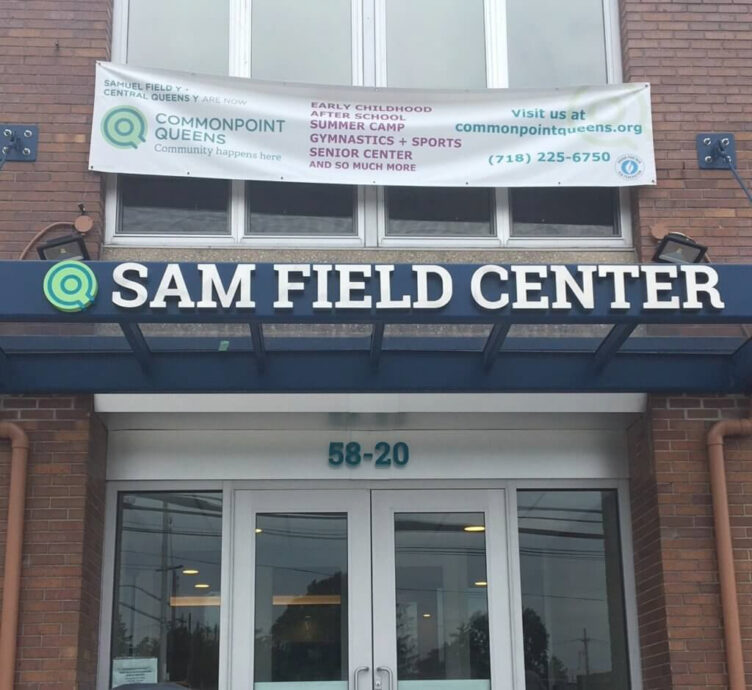 SAMUEL FIELD Y +
CENTRAL QUEENS Y ARE NOW
COMMONPOINT
QUEENS
Community happens here
EARLY CHILDHOOD
AFTER SCHOOL
SUMMER CAMP
GYMNASTICS + SPORTS
SENIOR CENTER
AND SO MUCH MORE
Visit us at
commonpointqueens.org
(718) 225-6750
SAM FIELD CENTER
58-20